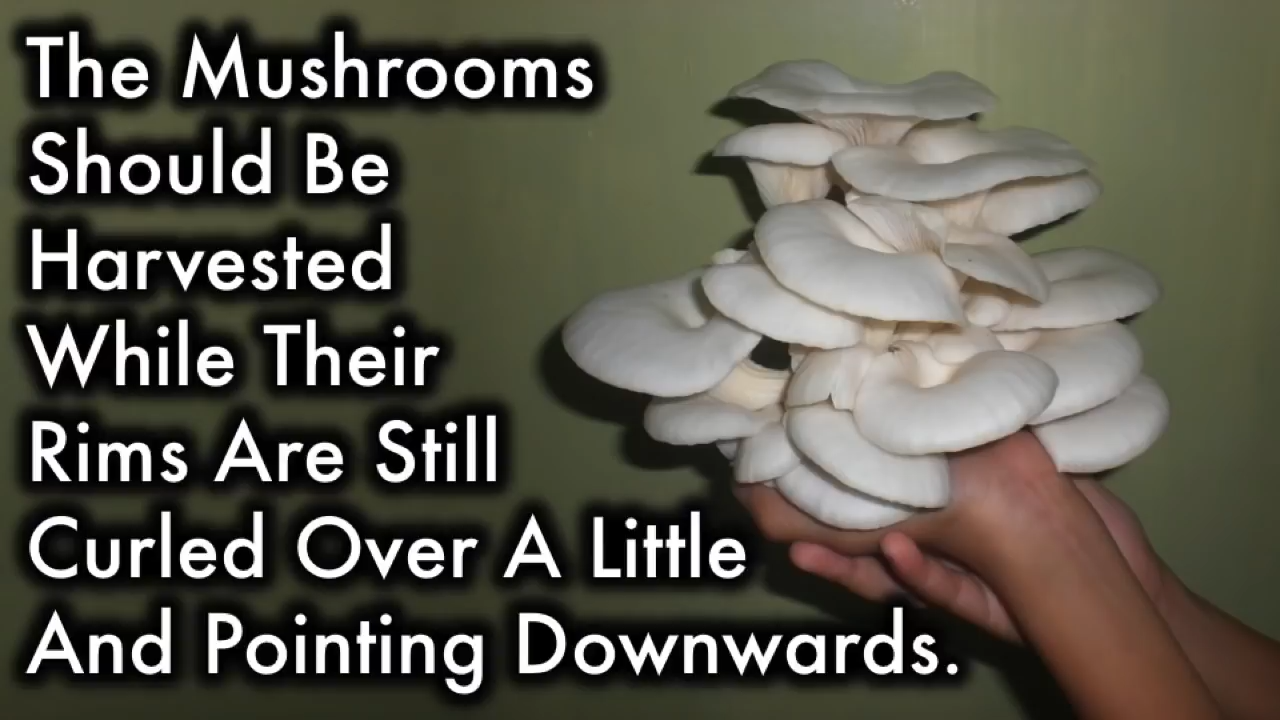 The Mushrooms
Should Be
Harvested
While Their
Rims Are Still
Curled Over A Little
And Pointing Downwards.